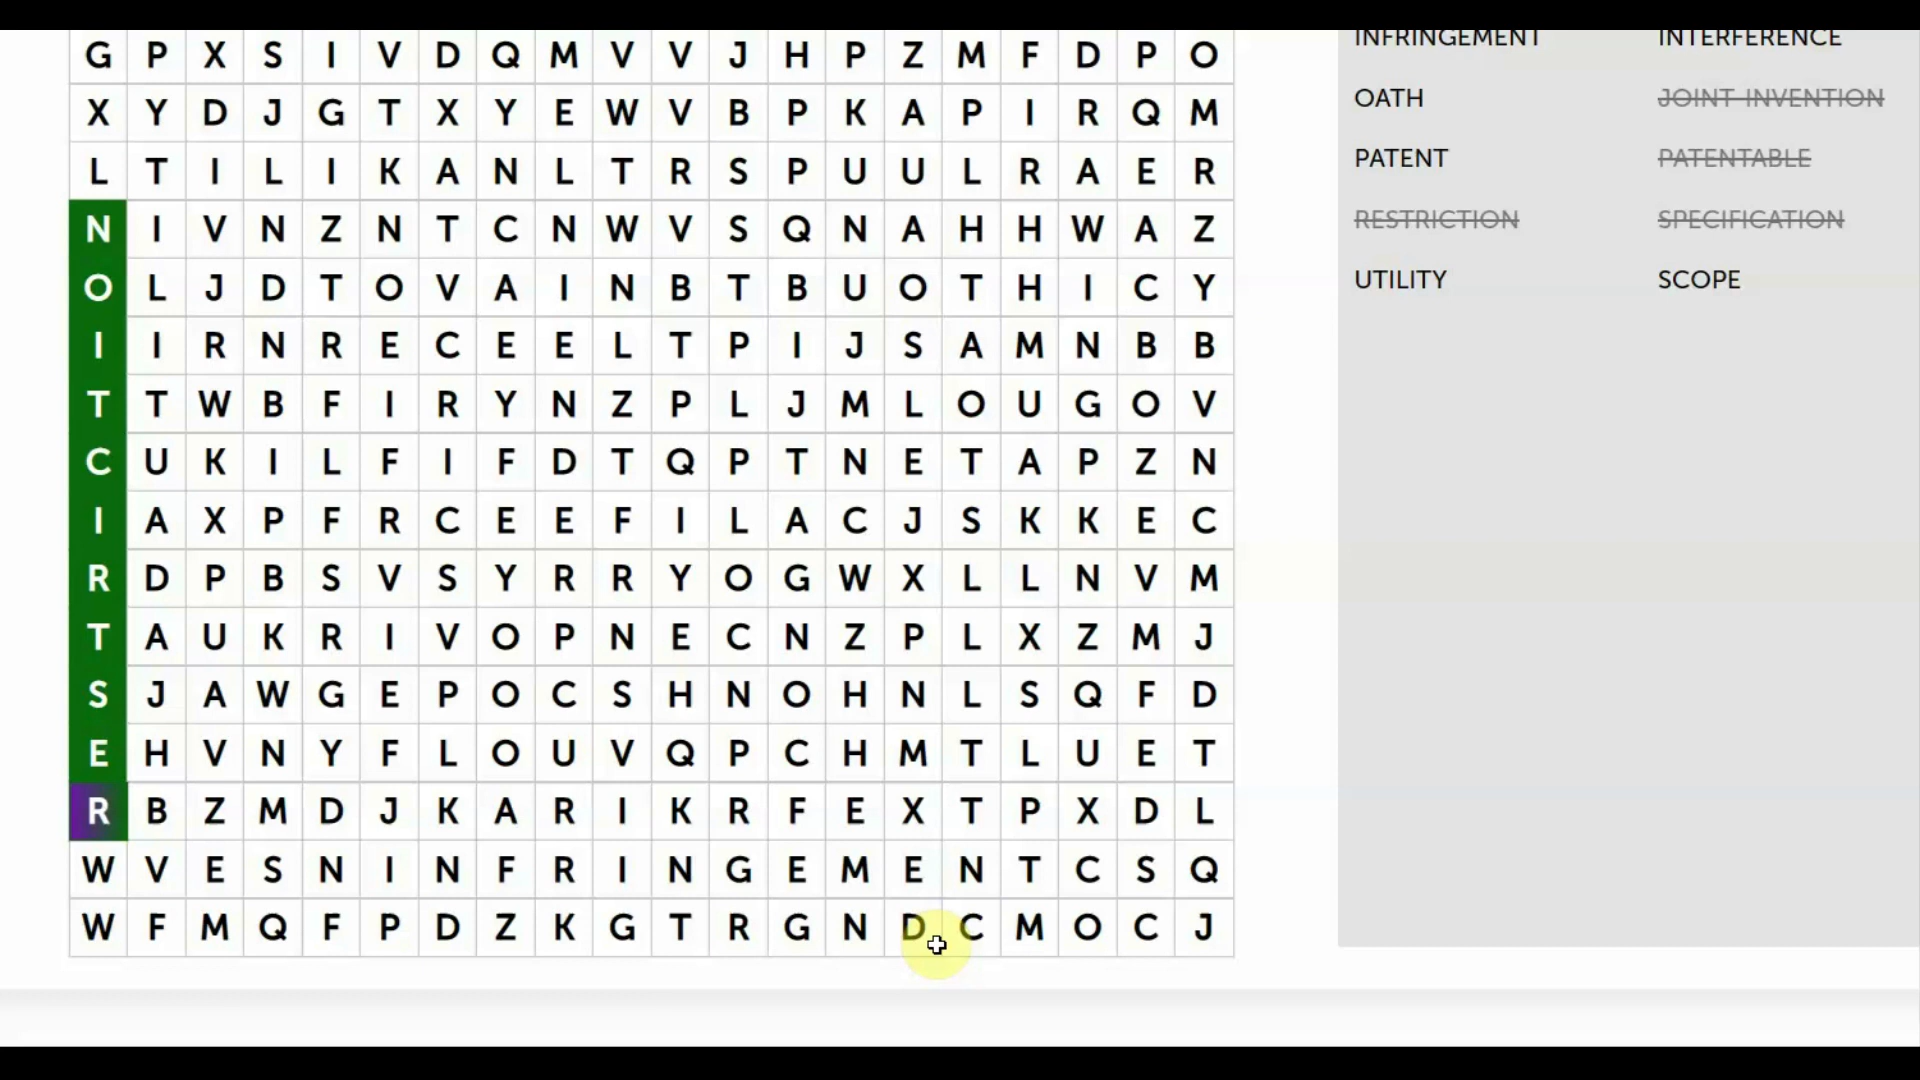 G P X S I V D Q M V V J H P Z M F D P O
X Y D J G T X Y E W V B P K A P I R Q M
L T I L I K A N L T R S P U U L R A E R
N I V N Z N T C N W V S Q N A H H W A Z
O L J D T O V A I N B T B U O T H I C Y
I I R N R E C E E L T P I J S A M N B B
T T W B F I R Y N Z P L J M L O U G O V
C U K I L F I F D T Q P T N E T A P Z N
I A X P F R C E E F I L A C J S K K E C
R D P B S V S Y R R Y O G W X L L N V M
T A U K R I V O P N E C N Z P L X Z M J
S J A W G E P O C S H N O H N L S Q F D
E H V N Y F L O U V Q P C H M T L U E T
R B Z M D J K A R I K R F E X T P X D L
W V E S N I N F R I N G E M E N T C S Q
W F M Q F P D Z K G T R G N D C M O C J
INFRINGEMENT INTERFERENCE
OATH JOINT INVENTION
PATENT PATENTABLE
RESTRICTION SPECIFICATION
UTILITY SCOPE